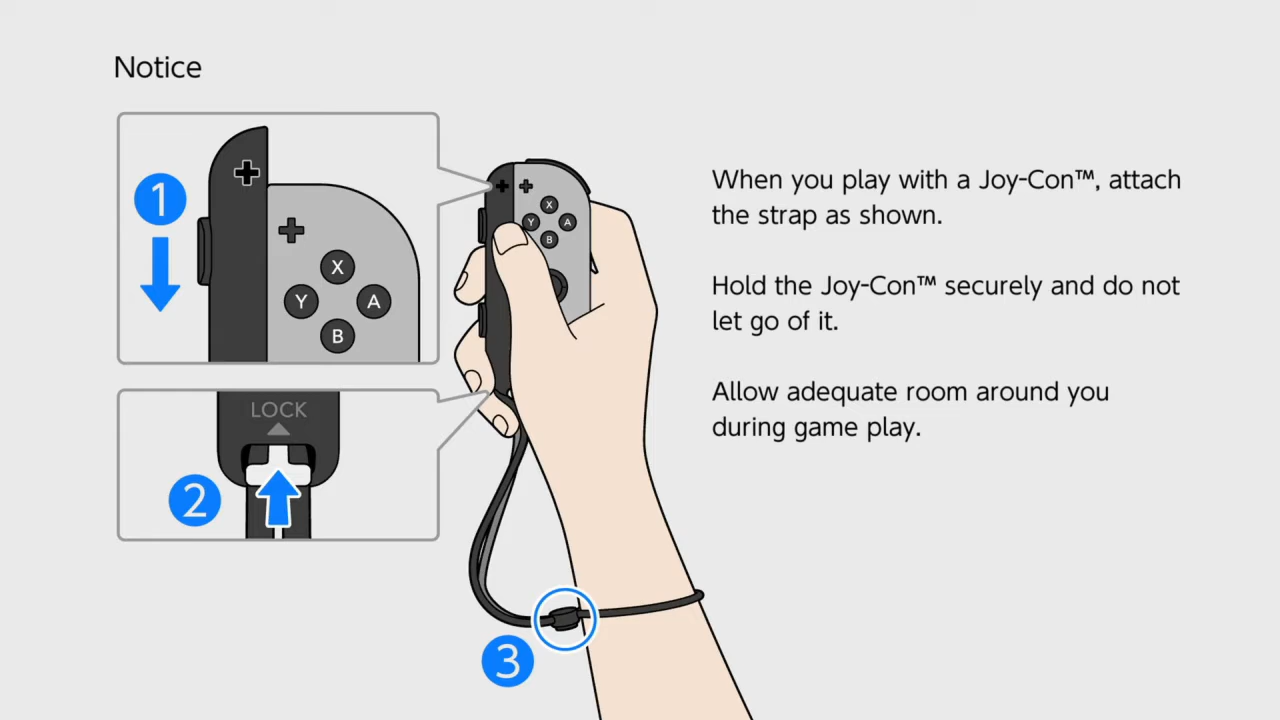 Notice
1
X
Y
A
B
LOCK
2
X
Y
A
B
3
When you play with a Joy-Con™, attach
the strap as shown.
Hold the Joy-Con™ securely and do not
let go of it.
Allow adequate room around you
during game play.